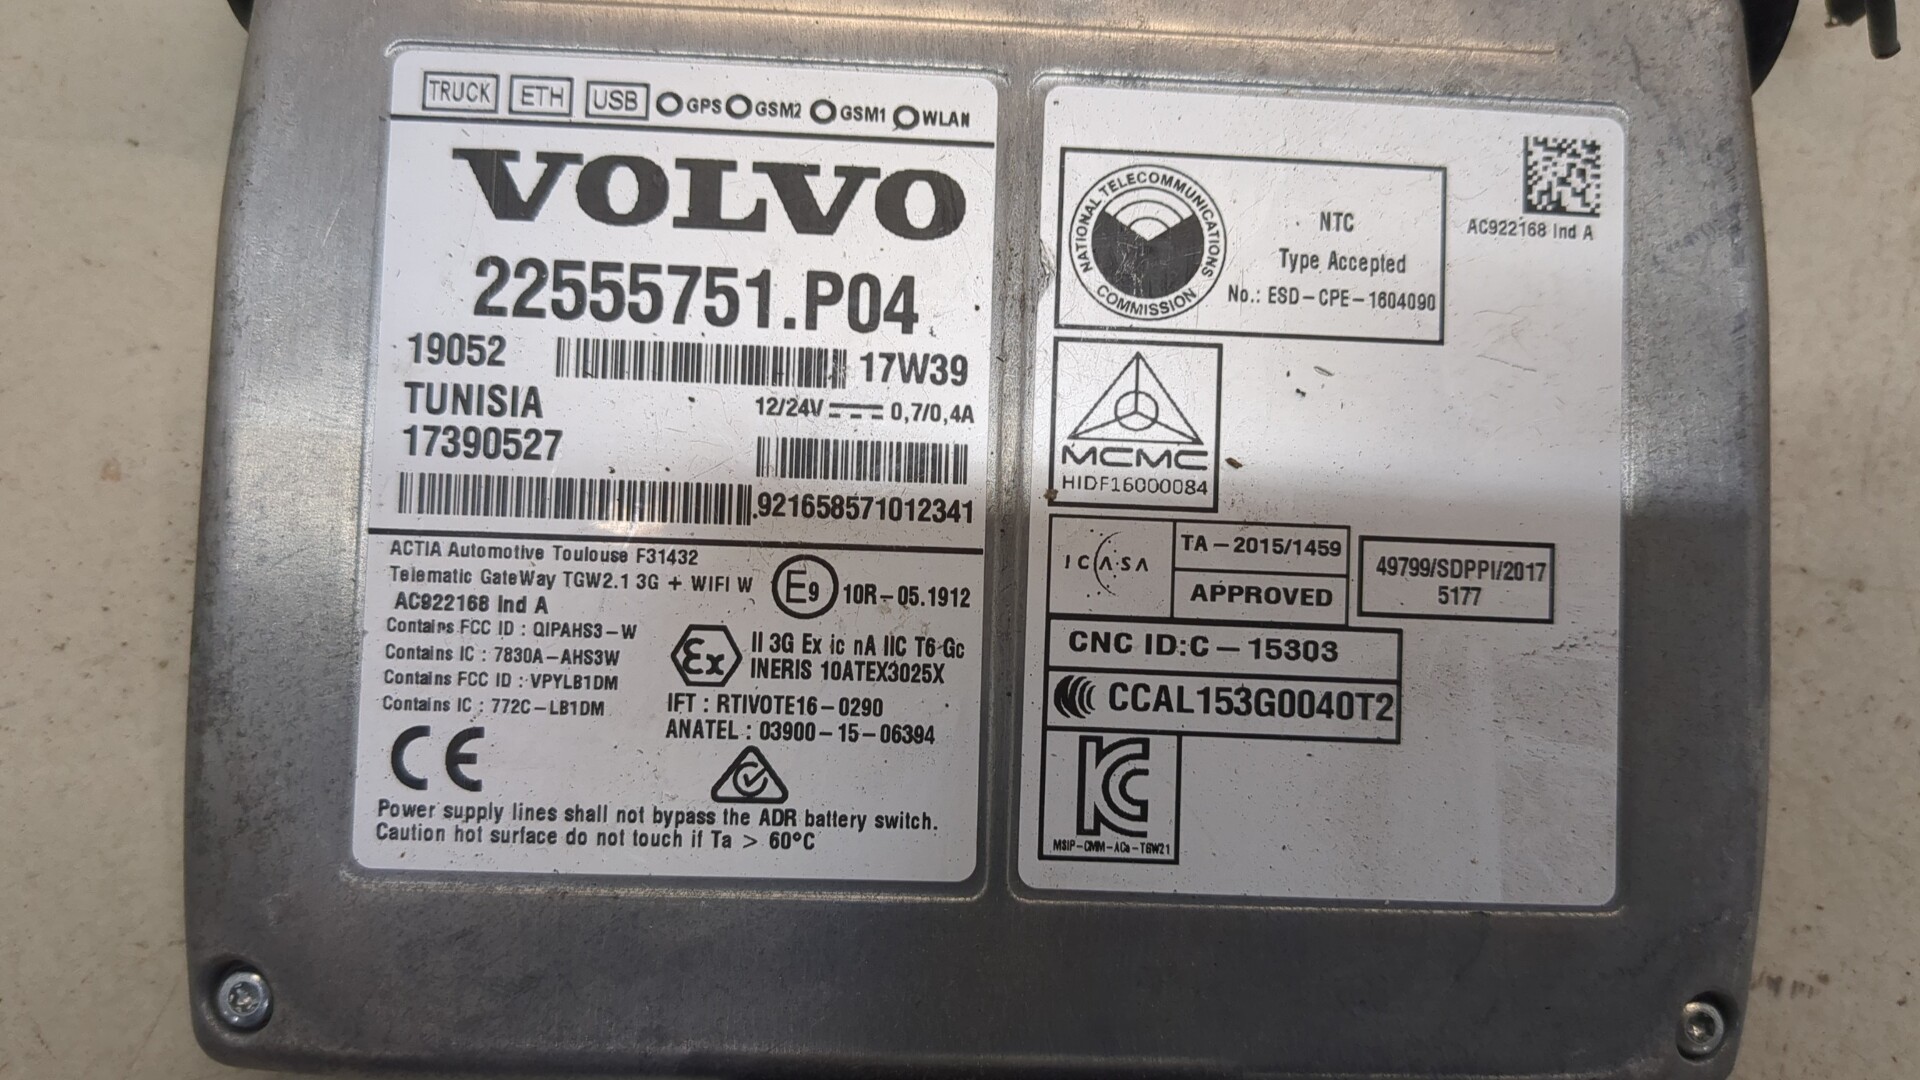 TRUCK ETH USB GPS GSM2 GSM1 WLAN
VOLVO
22555751.P04
19052 17W39
TUNISIA 12/24V 0,7/0,4A
17390527
.921658571012341
ACTIA Automotive Toulouse F31432
Telematic GateWay TGW2.1 3G + WIFI W
AC922168 Ind A
E9 10R-05.1912
Contains FCC ID : QIPAHS3-W
Contains IC : 7830A-AHS3W
Contains FCC ID : VPYLB1DM
Contains IC : 772C-LB1DM
Ex II 3G Ex ic nA IIC T6 Gc
INERIS 10ATEX3025X
IFT : RTIVOTE16-0290
ANATEL : 03900-15-06394
CE
Power supply lines shall not bypass the ADR battery switch.
Caution hot surface do not touch if Ta > 60°C
NATIONAL TELECOMMUNICATIONS COMMISSION
NTC
Type Accepted
No.: ESD-CPE-1604090
AC922168 Ind A
MCMC
HIDF16000084
ICASA
TA-2015/1459
APPROVED
49799/SDPPI/2017
5177
CNC ID:C-15303
CCAL153G0040T2
KC
MSIP-CMM-ACa-TGW21